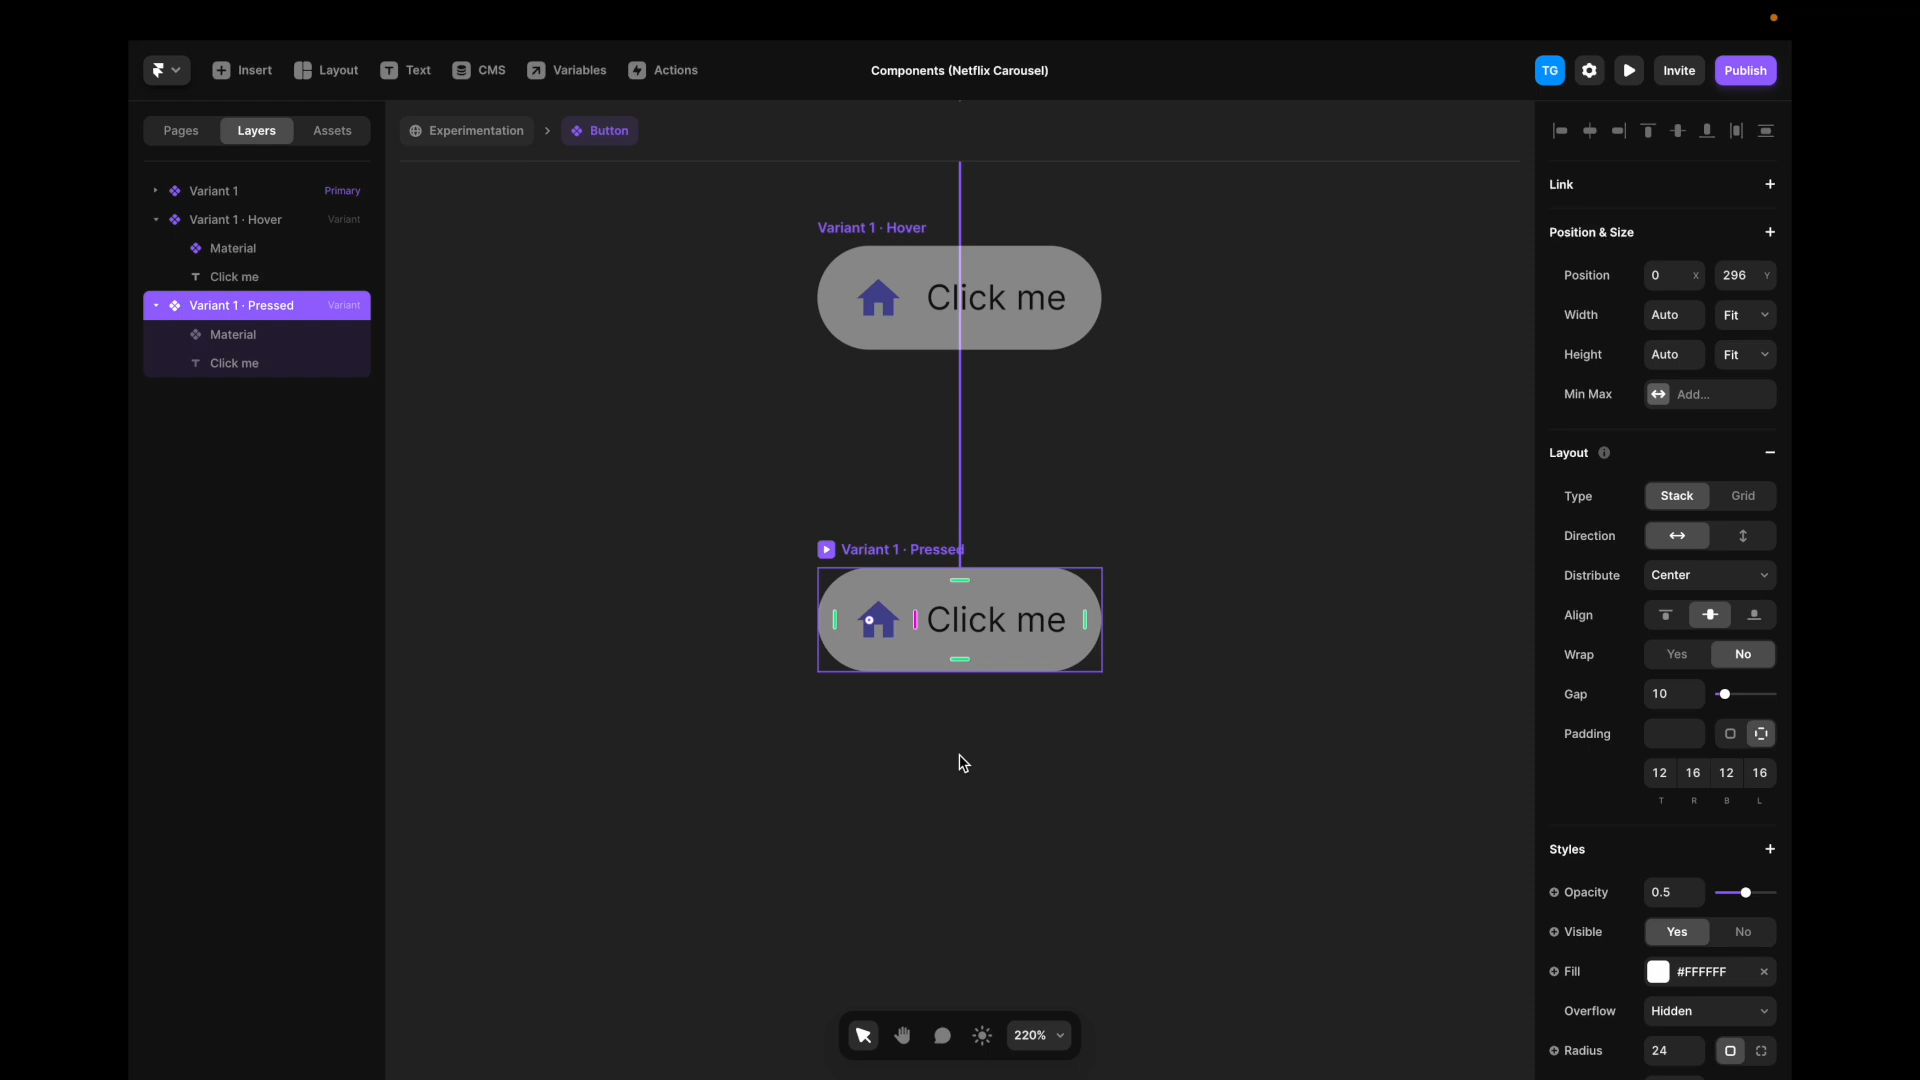 Insert
Layout
Text
CMS
Variables
Actions
Components (Netflix Carousel)
TG
Invite
Publish
Pages
Layers
Assets
Variant 1
Primary
Variant 1 · Hover
Variant
Material
Click me
Variant 1 · Pressed
Variant
Material
Click me
Experimentation
Button
Variant 1 · Hover
Click me
Variant 1 · Pressed
Click me
220%
Link
Position & Size
Position
0
X
296
Y
Width
Auto
Fit
Height
Auto
Fit
Min Max
Add...
Layout
Type
Stack
Grid
Direction
Distribute
Center
Align
Wrap
Yes
No
Gap
10
Padding
12
16
12
16
T
R
B
L
Styles
Opacity
0.5
Visible
Yes
No
Fill
#FFFFFF
Overflow
Hidden
Radius
24